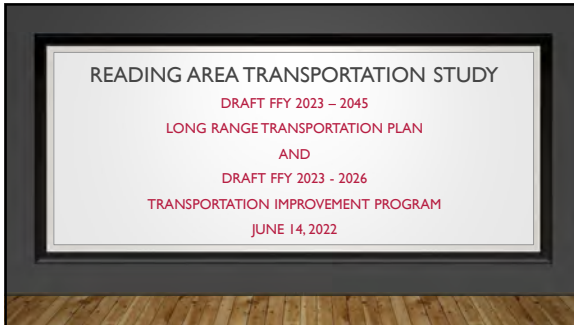 READING AREA TRANSPORTATION STUDY
DRAFT FFY 2023 – 2045
LONG RANGE TRANSPORTATION PLAN
AND
DRAFT FFY 2023 - 2026
TRANSPORTATION IMPROVEMENT PROGRAM
JUNE 14, 2022